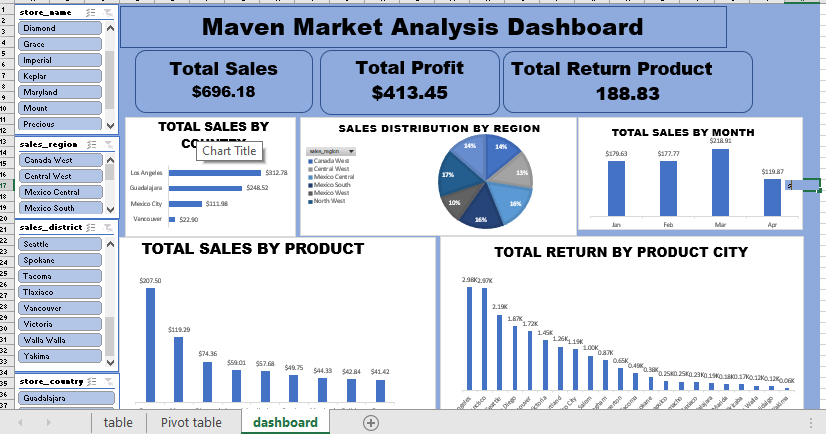 Maven Market Analysis Dashboard
Total Sales
$696.18
Total Profit
$413.45
Total Return Product
188.83
store_name
Diamond
Grace
Imperial
Keplar
Maryland
Mount
Precious
sales_region
Canada West
Central West
Mexico Central
Mexico South
sales_district
Seattle
Spokane
Tacoma
Tlaxiaco
Vancouver
Victoria
Walla Walla
Yakima
store_country
Guadalajara
TOTAL SALES BY
Chart Title
Los Angeles $312.78
Guadalajara $248.52
Mexico City $111.98
Vancouver $22.90
SALES DISTRIBUTION BY REGION
sales_region
Canada West
Central West
Mexico Central
Mexico South
Mexico West
North West
14%
14%
13%
16%
16%
10%
17%
TOTAL SALES BY MONTH
$179.63
$177.77
$218.91
$119.87
Jan Feb Mar Apr
TOTAL SALES BY PRODUCT
$207.50
$119.29
$74.36
$59.01
$57.68
$49.75
$44.33
$42.84
$41.42
TOTAL RETURN BY PRODUCT CITY
2.98K
2.97K
2.19K
1.87K
1.72K
1.45K
1.26K
1.19K
1.00K
0.87K
0.65K
0.49K
0.38K
0.25K
0.25K
0.23K
0.19K
0.18K
0.17K
0.12K
0.12K
0.06K
table
Pivot table
dashboard